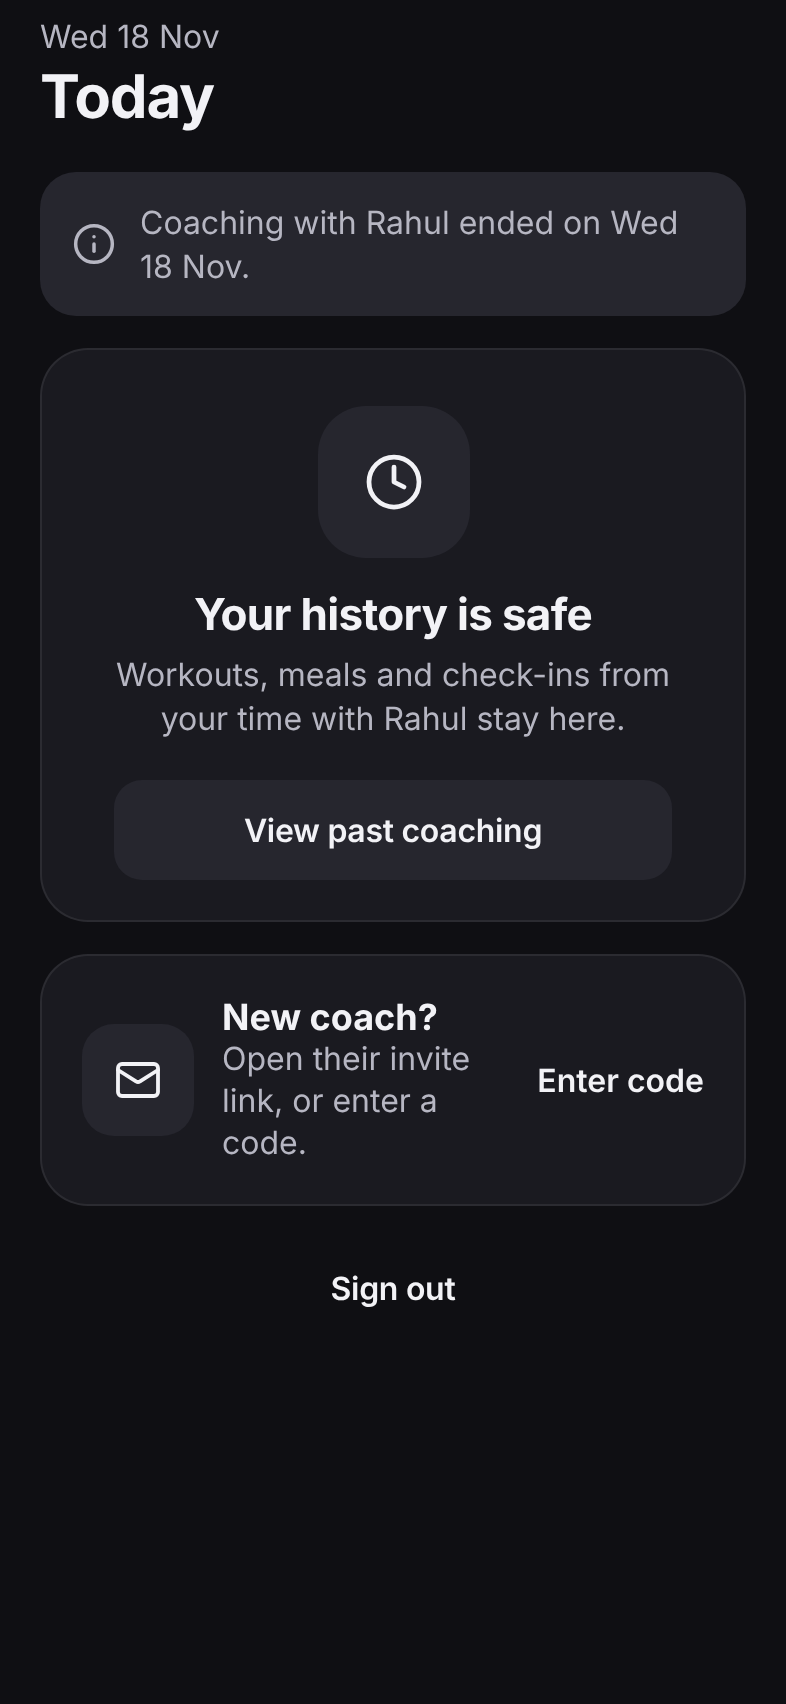 Wed 18 Nov
Today
Coaching with Rahul ended on Wed
18 Nov.
Your history is safe
Workouts, meals and check-ins from
your time with Rahul stay here.
View past coaching
New coach?
Open their invite
link, or enter a
code.
Enter code
Sign out